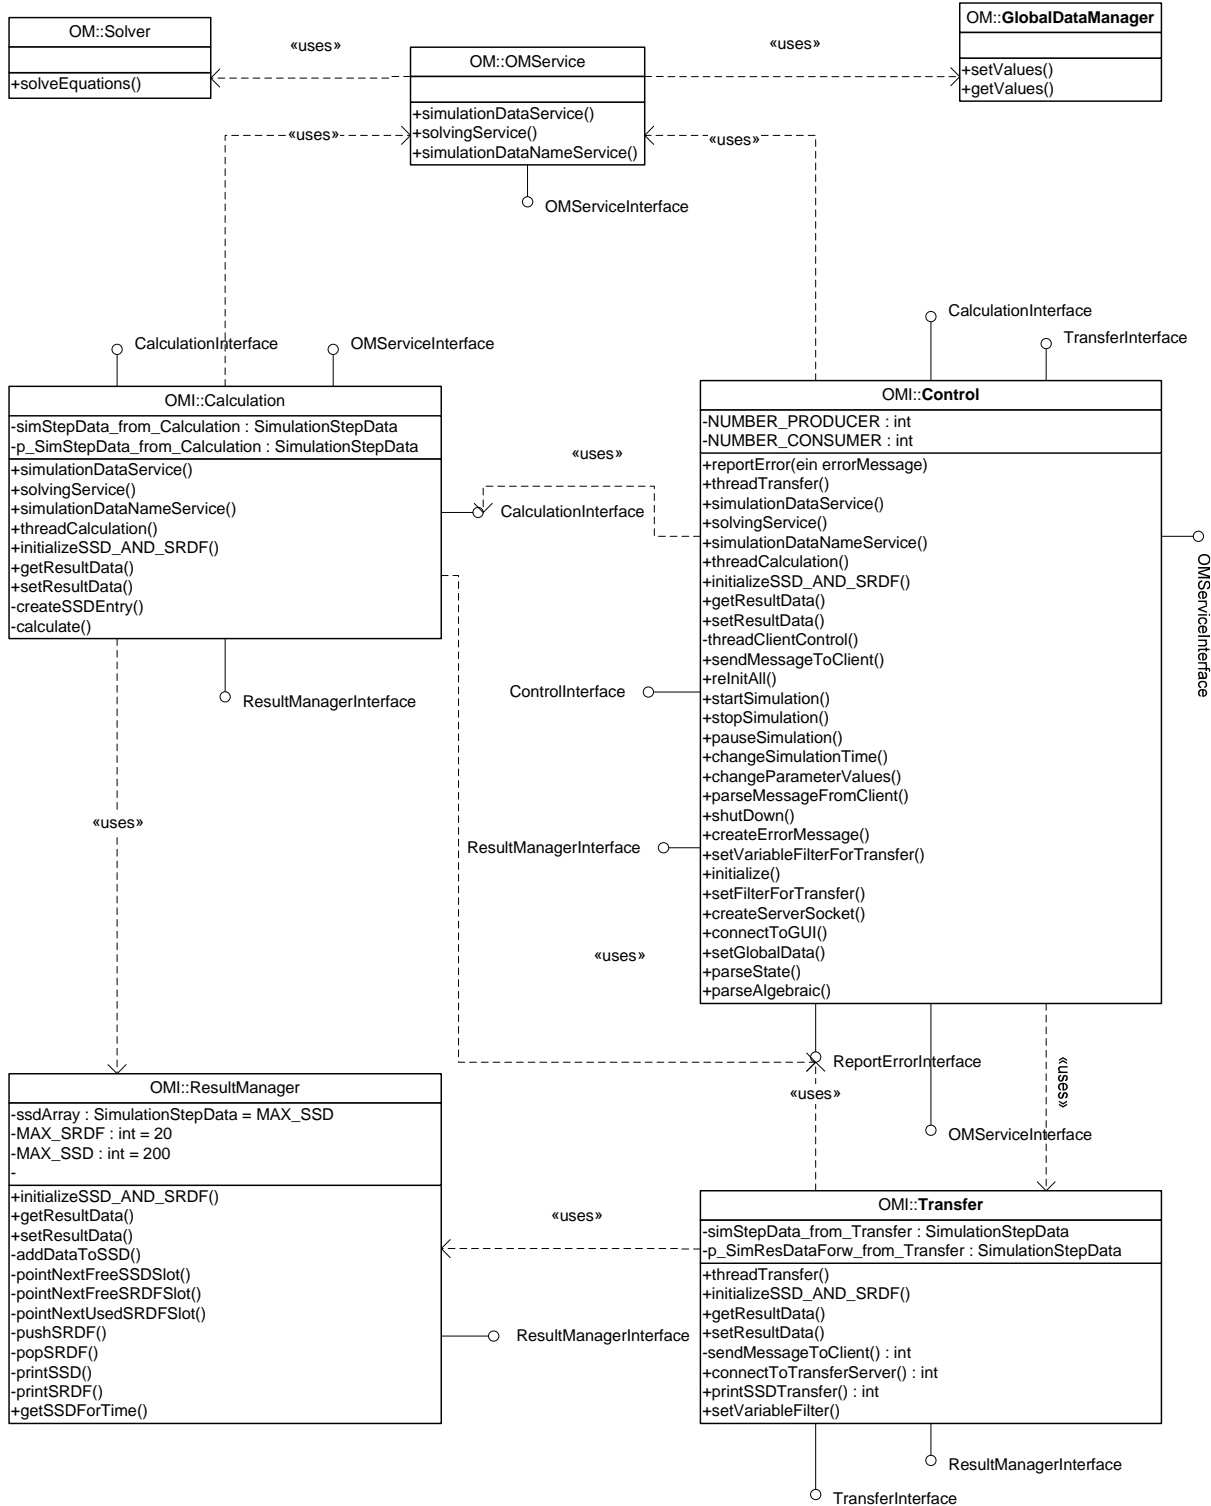 OM::Solver
+solveEquations()
«uses»
OM::OMService
+simulationDataService()
+solvingService()
+simulationDataNameService()
«uses»
OM::GlobalDataManager
+setValues()
+getValues()
«uses»
«uses»
OMServiceInterface
CalculationInterface
OMServiceInterface
CalculationInterface
TransferInterface
OMI::Calculation
-simStepData_from_Calculation : SimulationStepData
-p_SimStepData_from_Calculation : SimulationStepData
+simulationDataService()
+solvingService()
+simulationDataNameService()
+threadCalculation()
+initializeSSD_AND_SRDF()
+getResultData()
+setResultData()
-createSSDEntry()
-calculate()
«uses»
CalculationInterface
ResultManagerInterface
OMI::Control
-NUMBER_PRODUCER : int
-NUMBER_CONSUMER : int
+reportError(ein errorMessage)
+threadTransfer()
+simulationDataService()
+solvingService()
+simulationDataNameService()
+threadCalculation()
+initializeSSD_AND_SRDF()
+getResultData()
+setResultData()
-threadClientControl()
+sendMessageToClient()
+reInitAll()
+startSimulation()
+stopSimulation()
+pauseSimulation()
+changeSimulationTime()
+changeParameterValues()
+parseMessageFromClient()
+shutDown()
+createErrorMessage()
+setVariableFilterForTransfer()
+initialize()
+setFilterForTransfer()
+createServerSocket()
+connectToGUI()
+setGlobalData()
+parseState()
+parseAlgebraic()
OMServiceInterface
ControlInterface
ResultManagerInterface
«uses»
«uses»
ReportErrorInterface
«uses»
«uses»
OMServiceInterface
OMI::ResultManager
-ssdArray : SimulationStepData = MAX_SSD
-MAX_SRDF : int = 20
-MAX_SSD : int = 200
-
+initializeSSD_AND_SRDF()
+getResultData()
+setResultData()
-addDataToSSD()
-pointNextFreeSSDSlot()
-pointNextFreeSRDFSlot()
-pointNextUsedSRDFSlot()
-pushSRDF()
-popSRDF()
-printSSD()
-printSRDF()
+getSSDForTime()
«uses»
ResultManagerInterface
OMI::Transfer
-simStepData_from_Transfer : SimulationStepData
-p_SimResDataForw_from_Transfer : SimulationStepData
+threadTransfer()
+initializeSSD_AND_SRDF()
+getResultData()
+setResultData()
-sendMessageToClient() : int
+connectToTransferServer() : int
+printSSDTransfer() : int
+setVariableFilter()
ResultManagerInterface
TransferInterface